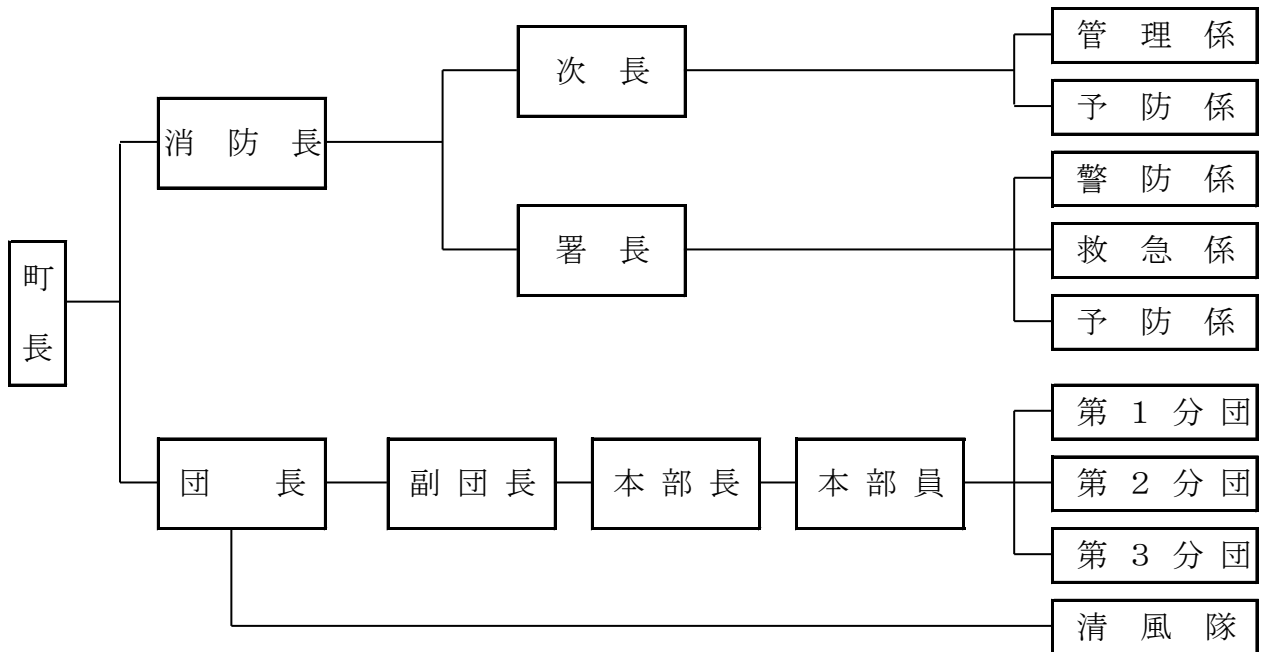 管理係
次長
予防係
消防長
警防係
署長
救急係
町長
予防係
第１分団
団長
副団長
本部長
本部員
第２分団
第３分団
清風隊